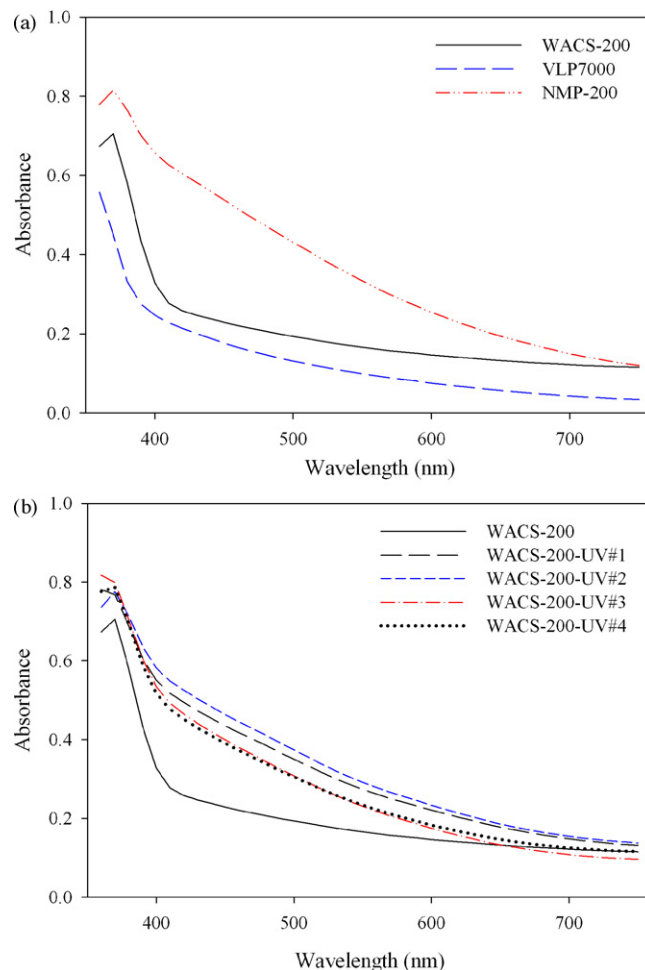 (a)
1.0
0.8
0.6
0.4
0.2
0.0
Absorbance
WACS-200
VLP7000
NMP-200
400
500
600
700
Wavelength (nm)
(b)
1.0
0.8
0.6
0.4
0.2
0.0
Absorbance
WACS-200
WACS-200-UV#1
WACS-200-UV#2
WACS-200-UV#3
WACS-200-UV#4
400
500
600
700
Wavelength (nm)